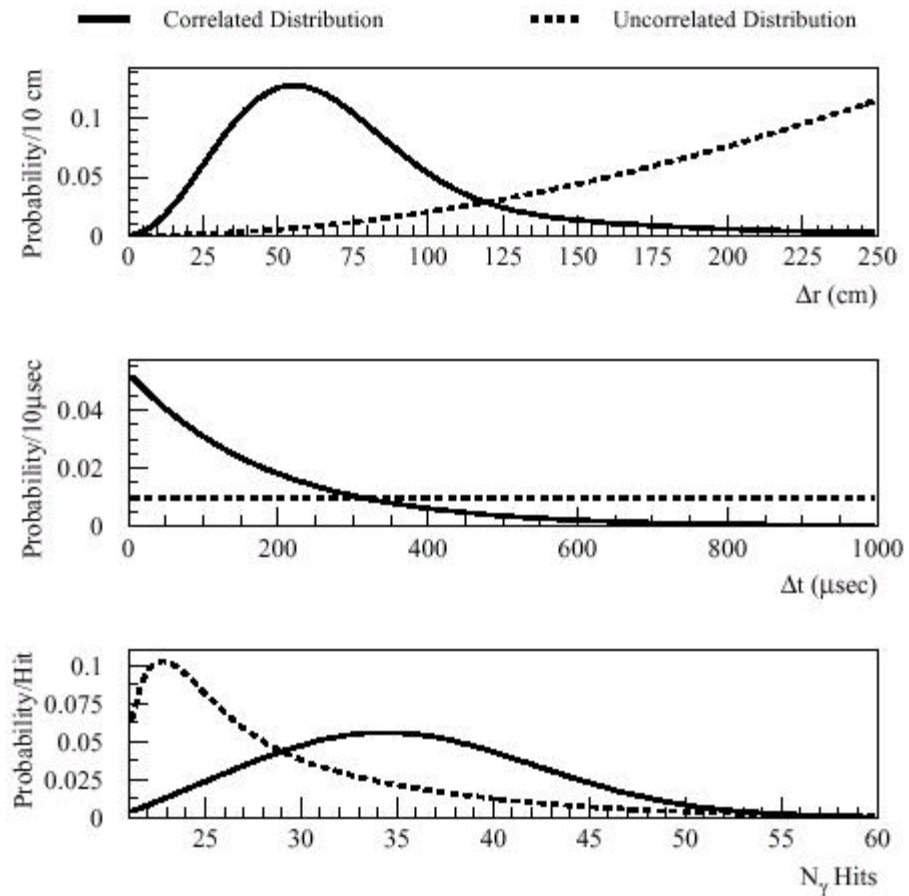 Correlated Distribution Uncorrelated Distribution
Probability/10 cm
0.1
0.05
0
0 25 50 75 100 125 150 175 200 225 250
Δr (cm)
Probability/10μsec
0.04
0.02
0
0 200 400 600 800 1000
Δt (μsec)
Probability/Hit
0.1
0.075
0.05
0.025
0
25 30 35 40 45 50 55 60
Nγ Hits